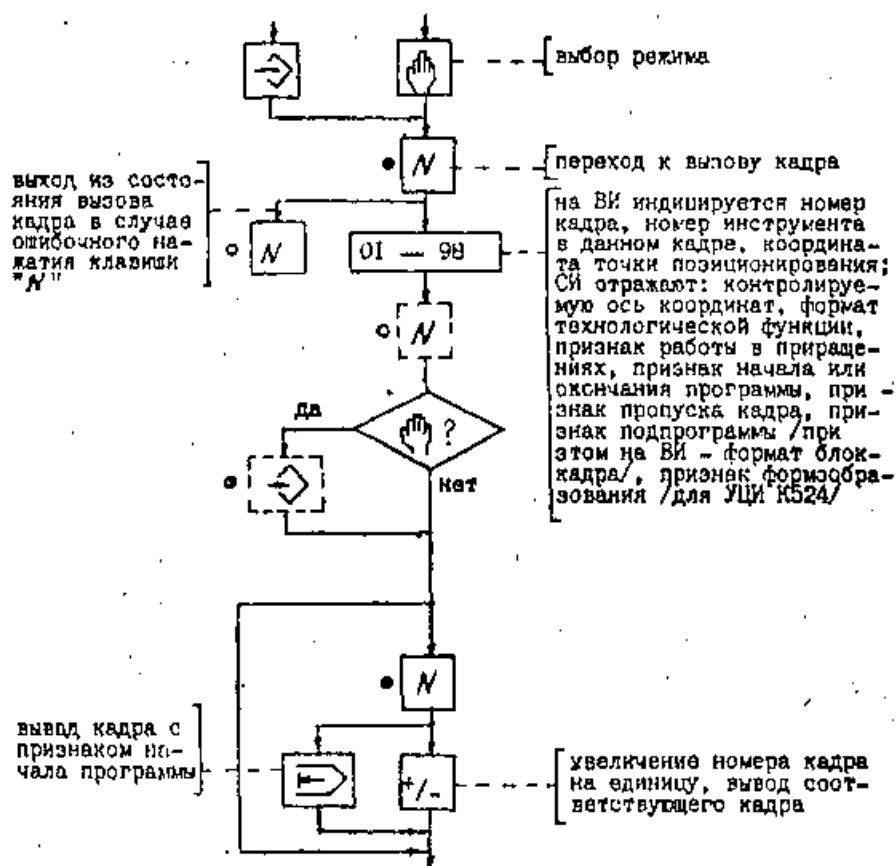 выбор режима
N
переход к вызову кадра
выход из состо-
яния вызова
кадра в случае
ошибочного на-
жатия клавиши
"N"
N
01 — 98
на ВИ индицируется номер
кадра, номер инструмента
в данном кадре, координа-
та точки позиционирования;
СИ отражают: контролируе-
мую ось координат, формат
технологической функции,
признак работы в прираще-
ниях, признак начала или
окончания программы, при -
знак пропуска кадра, при-
знак подпрограммы /при
этом на ВИ - формат блок-
кадра/, признак формообра-
зования /для УЦИ К524/
N
да
?
нет
N
вывод кадра с
признаком на-
чала программы
+/-
увеличение номера кадра
на единицу, вывод соот-
ветствующего кадра